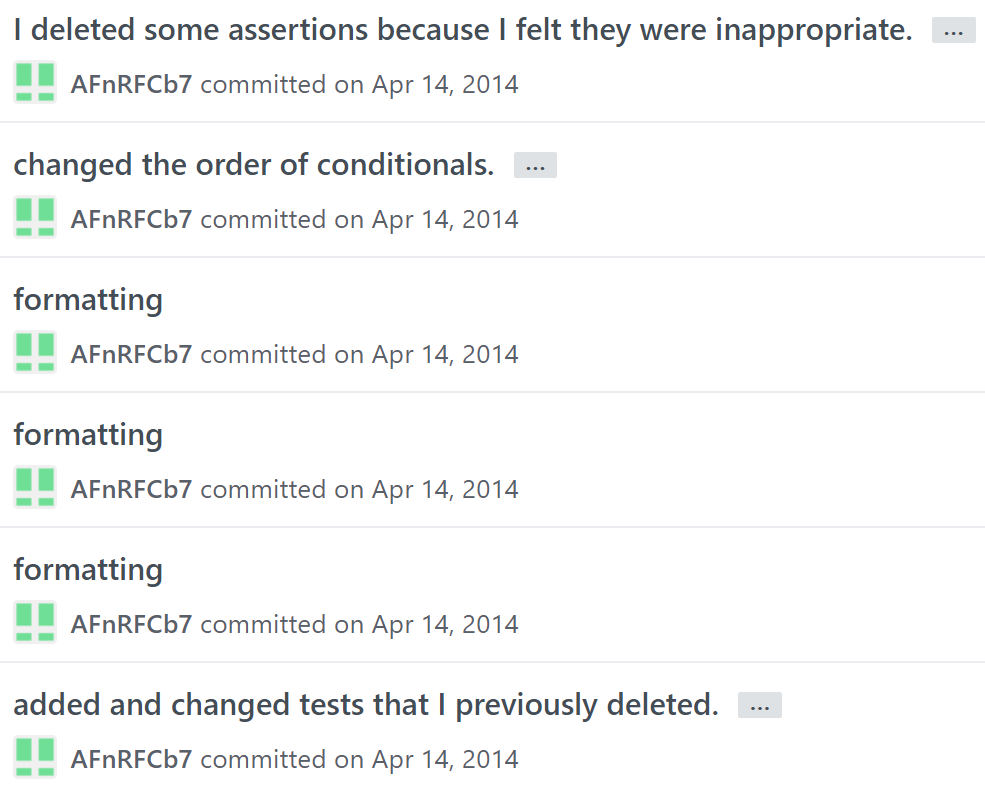 I deleted some assertions because I felt they were inappropriate. ...
AFnRFCb7 committed on Apr 14, 2014
changed the order of conditionals. ...
AFnRFCb7 committed on Apr 14, 2014
formatting
AFnRFCb7 committed on Apr 14, 2014
formatting
AFnRFCb7 committed on Apr 14, 2014
formatting
AFnRFCb7 committed on Apr 14, 2014
added and changed tests that I previously deleted. ...
AFnRFCb7 committed on Apr 14, 2014